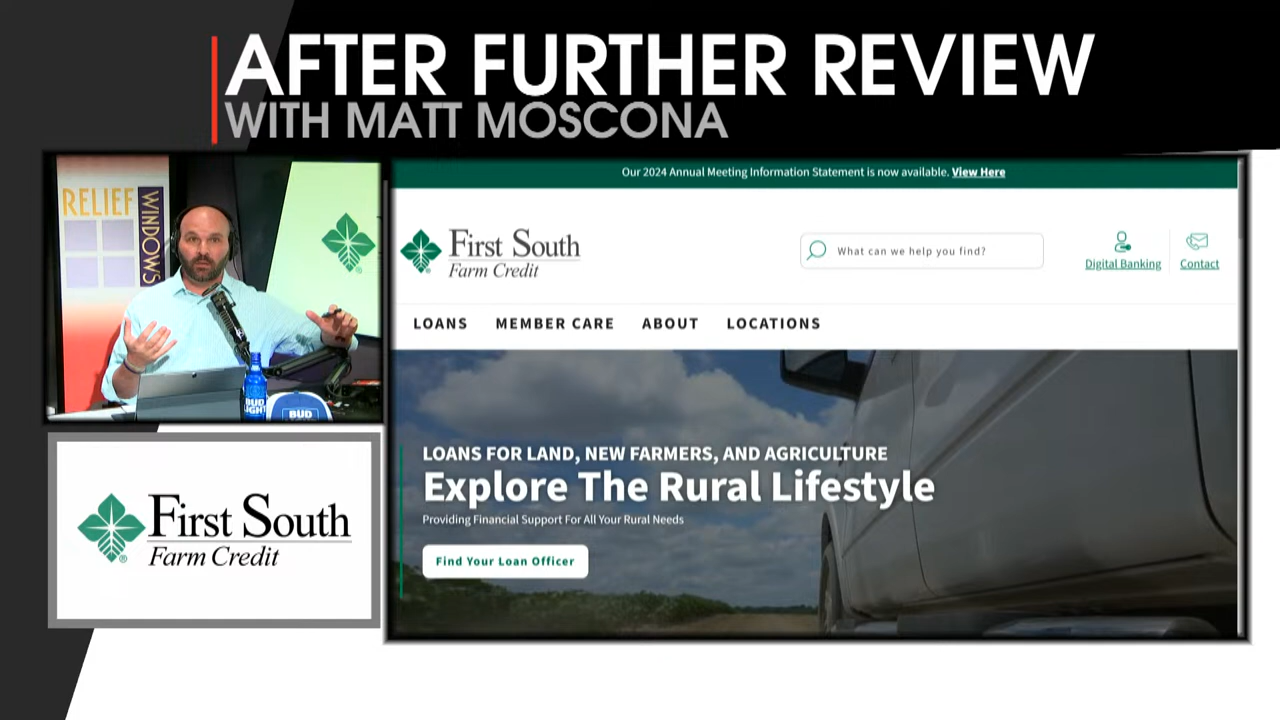 AFTER FURTHER REVIEW
WITH MATT MOSCONA
RELIEF
WINDOWS
BUD
LIGHT
BUD
Our 2024 Annual Meeting Information Statement is now available. View Here
First South
Farm Credit
What can we help you find?
Digital Banking
Contact
LOANS MEMBER CARE ABOUT LOCATIONS
LOANS FOR LAND, NEW FARMERS, AND AGRICULTURE
Explore The Rural Lifestyle
Providing Financial Support For All Your Rural Needs
Find Your Loan Officer
First South
®
Farm Credit